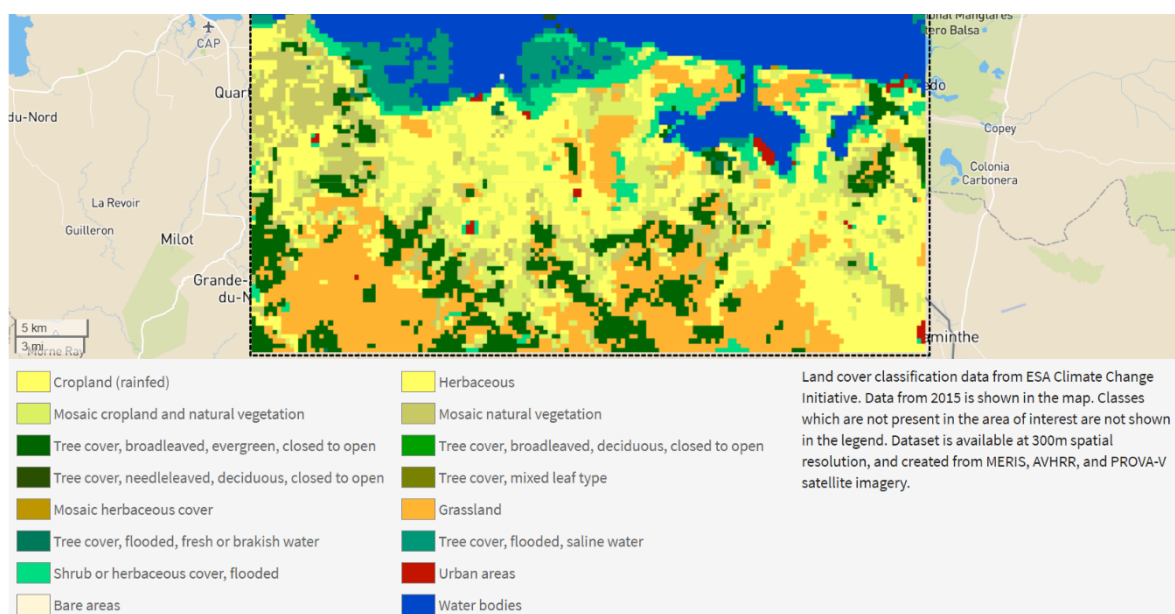 onat Manglares
tero Balsa
CAP
Quar
du-Nord
edo
Copey
Colonia
Carbonera
La Revoir
Guilleron
Milot
Grande-
du-N
5 km
3 mi
Morne Ray
aminthe
Cropland (rainfed)
Herbaceous
Mosaic cropland and natural vegetation
Mosaic natural vegetation
Tree cover, broadleaved, evergreen, closed to open
Tree cover, broadleaved, deciduous, closed to open
Tree cover, needleleaved, deciduous, closed to open
Tree cover, mixed leaf type
Mosaic herbaceous cover
Grassland
Tree cover, flooded, fresh or brakish water
Tree cover, flooded, saline water
Shrub or herbaceous cover, flooded
Urban areas
Bare areas
Water bodies
Land cover classification data from ESA Climate Change
Initiative. Data from 2015 is shown in the map. Classes
which are not present in the area of interest are not shown
in the legend. Dataset is available at 300m spatial
resolution, and created from MERIS, AVHRR, and PROVA-V
satellite imagery.